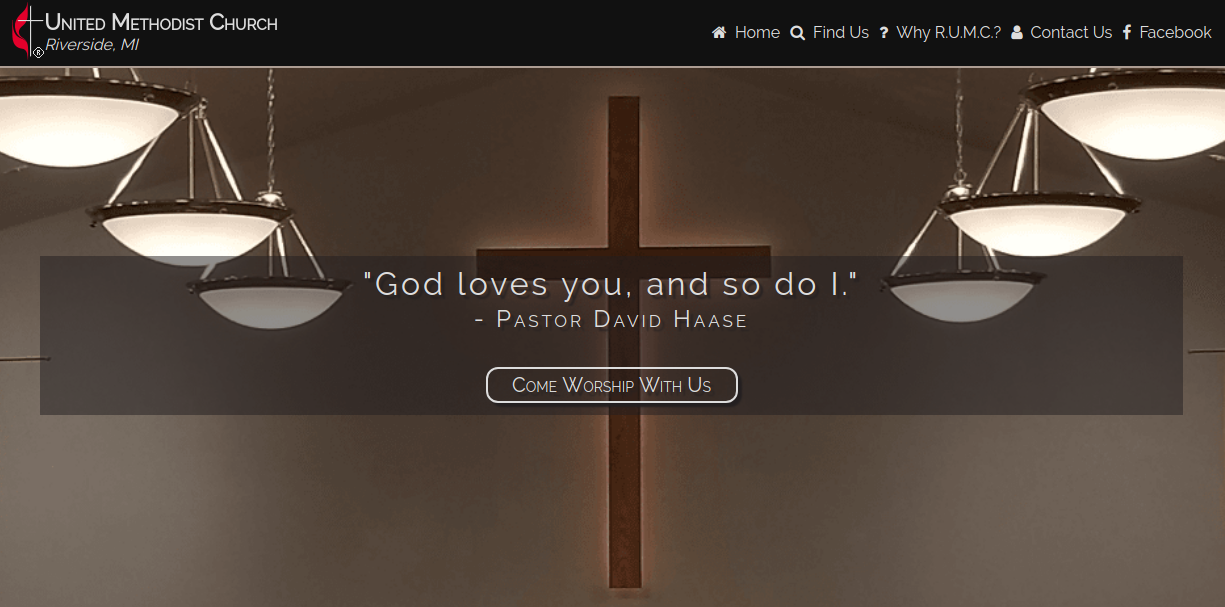 United Methodist Church
Riverside, MI
®
Home Find Us ? Why R.U.M.C.? Contact Us f Facebook
"God loves you, and so do I."
- Pastor David Haase
Come Worship With Us